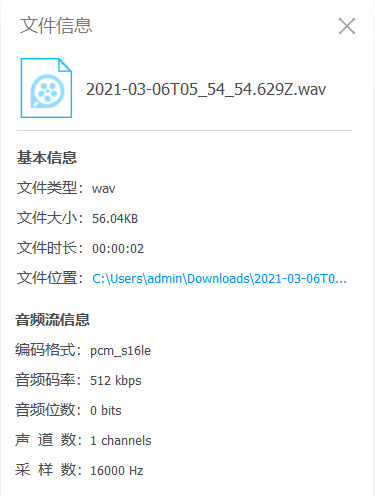 文件信息
2021-03-06T05_54_54.629Z.wav
基本信息
文件类型：wav
文件大小：56.04KB
文件时长：00:00:02
文件位置：C:\Users\admin\Downloads\2021-03-06T0...
音频流信息
编码格式：pcm_s16le
音频码率：512 kbps
音频位数：0 bits
声 道 数：1 channels
采 样 数：16000 Hz